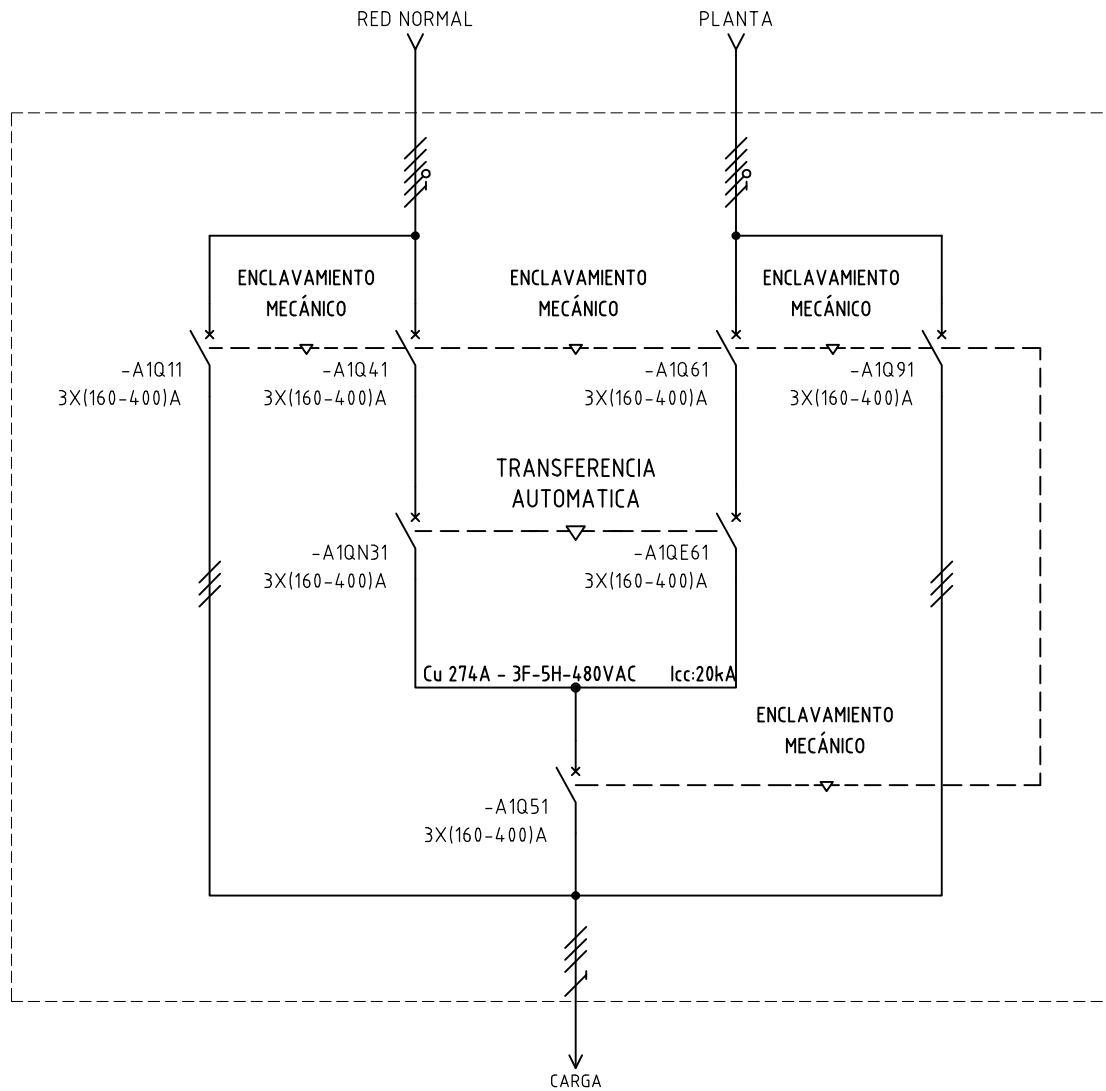 RED NORMAL
PLANTA
ENCLAVAMIENTO
MECÁNICO
ENCLAVAMIENTO
MECÁNICO
ENCLAVAMIENTO
MECÁNICO
-A1Q11
3X(160-400)A
-A1Q41
3X(160-400)A
-A1Q61
3X(160-400)A
-A1Q91
3X(160-400)A
TRANSFERENCIA
AUTOMATICA
-A1QN31
3X(160-400)A
-A1QE61
3X(160-400)A
Cu 274A - 3F-5H-480VAC Icc:20kA
ENCLAVAMIENTO
MECÁNICO
-A1Q51
3X(160-400)A
CARGA